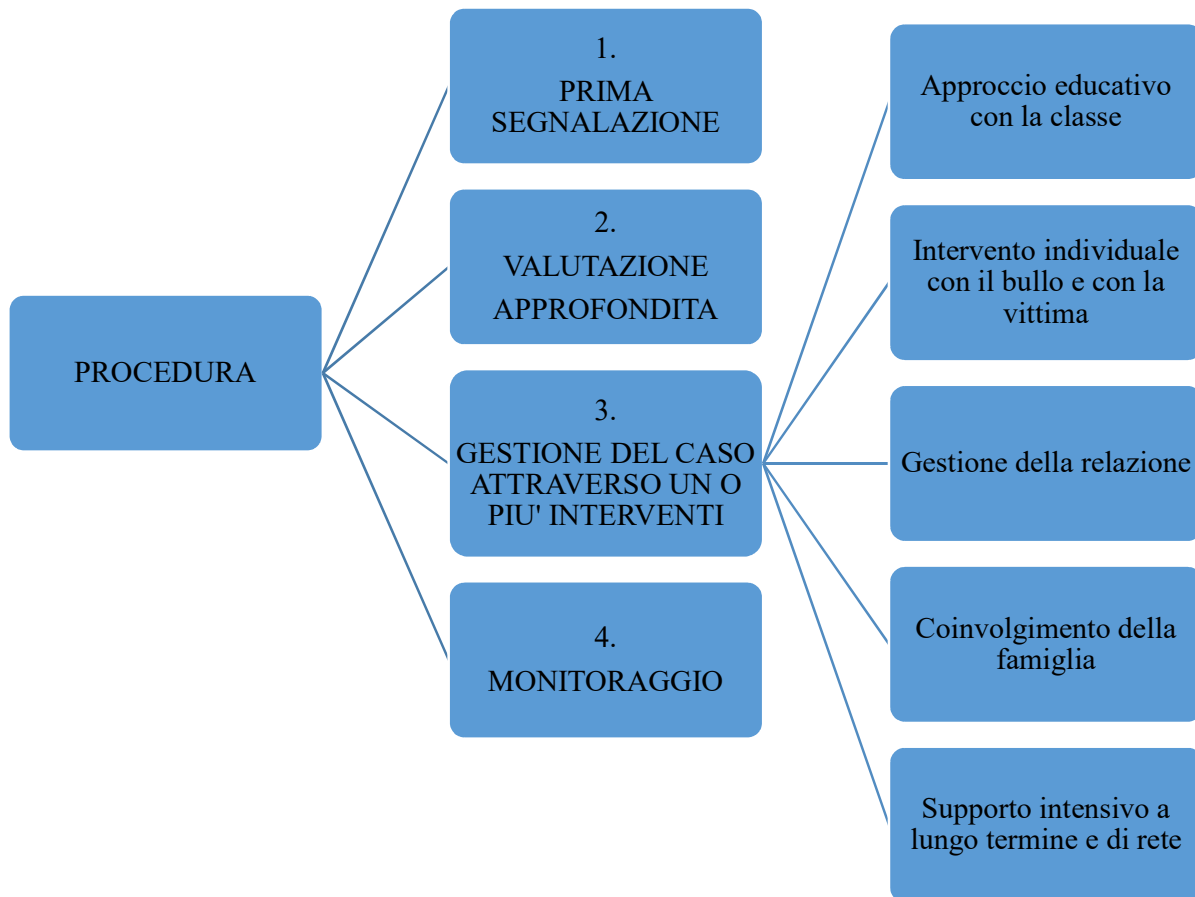 PROCEDURA
1.
PRIMA
SEGNALAZIONE
2.
VALUTAZIONE
APPROFONDITA
3.
GESTIONE DEL CASO
ATTRAVERSO UN O
PIU' INTERVENTI
4.
MONITORAGGIO
Approccio educativo
con la classe
Intervento individuale
con il bullo e con la
vittima
Gestione della relazione
Coinvolgimento della
famiglia
Supporto intensivo a
lungo termine e di rete